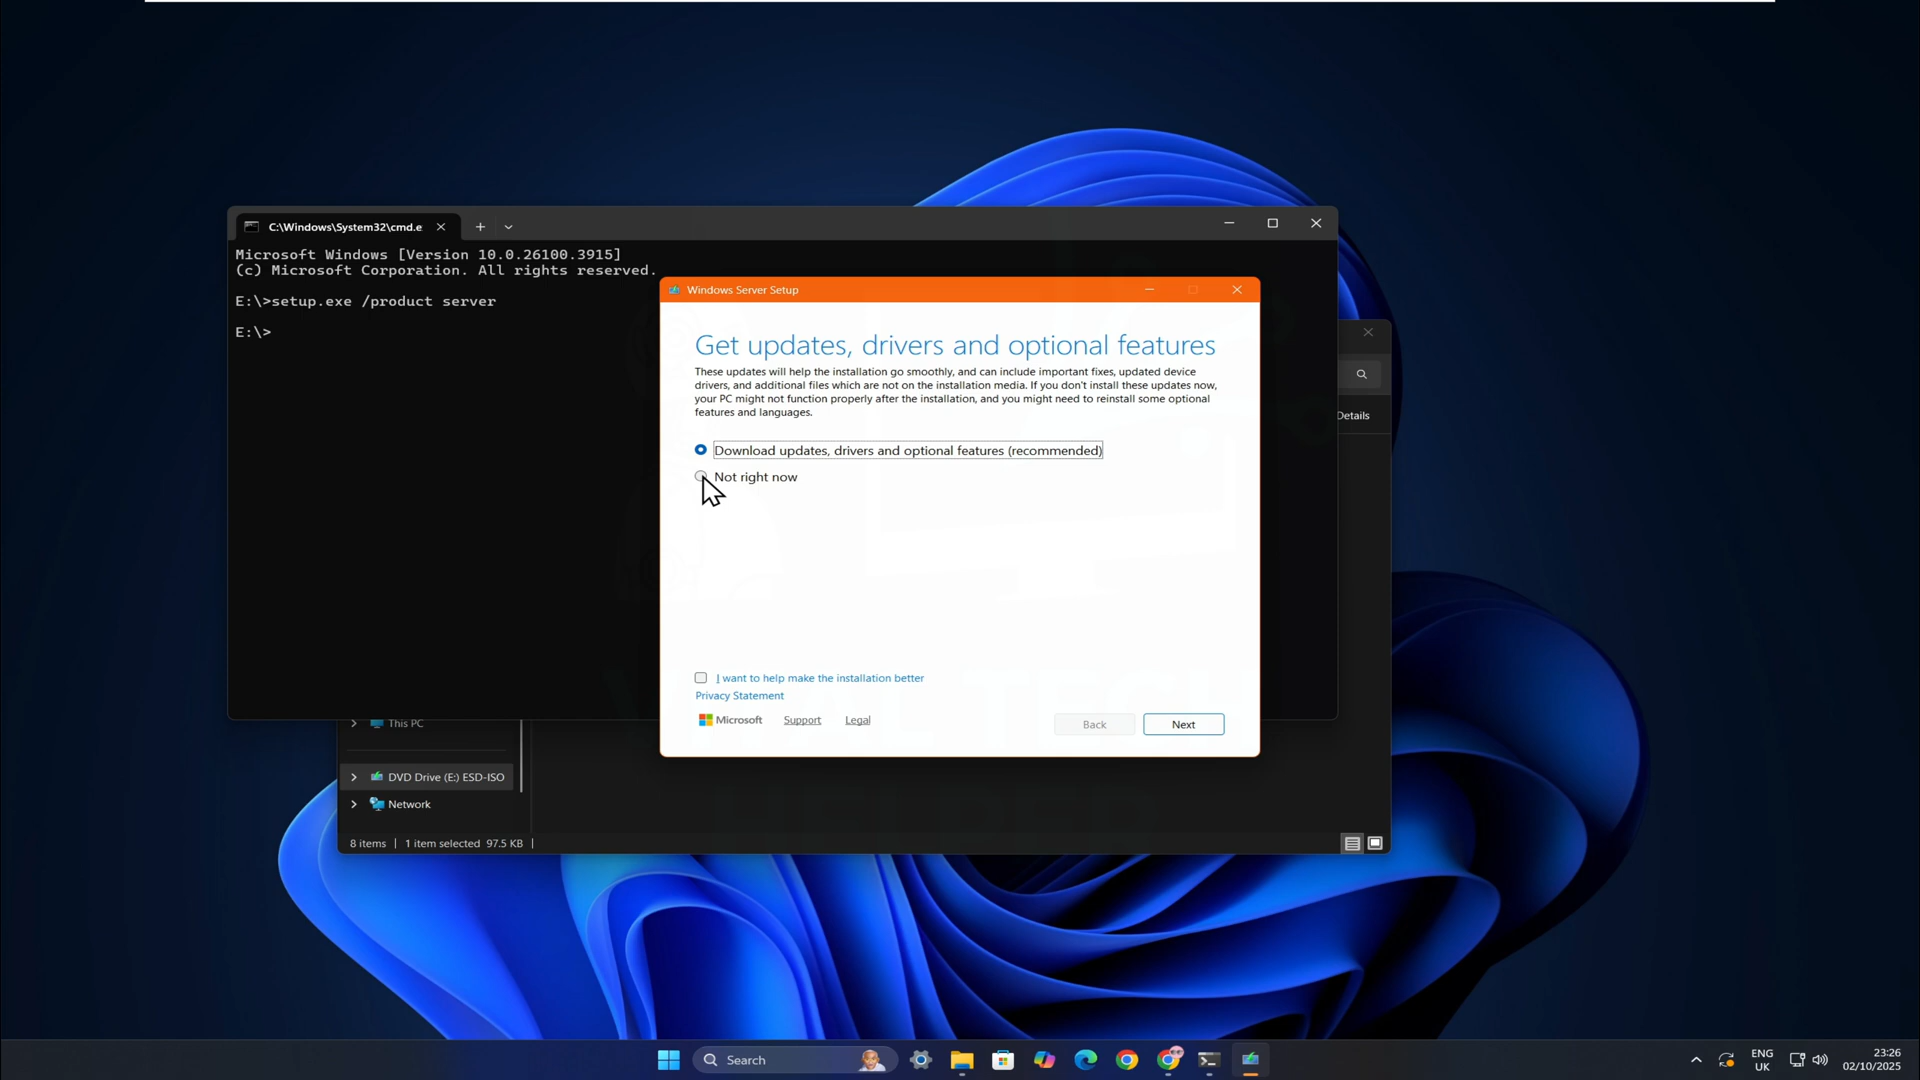 C:\Windows\System32\cmd.e
Microsoft Windows [Version 10.0.26100.3915]
(c) Microsoft Corporation. All rights reserved.
E:\>setup.exe /product server
E:\>
Windows Server Setup
Get updates, drivers and optional features
These updates will help the installation go smoothly, and can include important fixes, updated device
drivers, and additional files which are not on the installation media. If you don't install these updates now,
your PC might not function properly after the installation, and you might need to reinstall some optional
features and languages.
Download updates, drivers and optional features (recommended)
Not right now
I want to help make the installation better
Privacy Statement
Microsoft Support Legal
Back Next
Details
This PC
DVD Drive (E:) ESD-ISO
Network
8 items 1 item selected 97.5 KB
Search
ENG
UK
23:26
02/10/2025